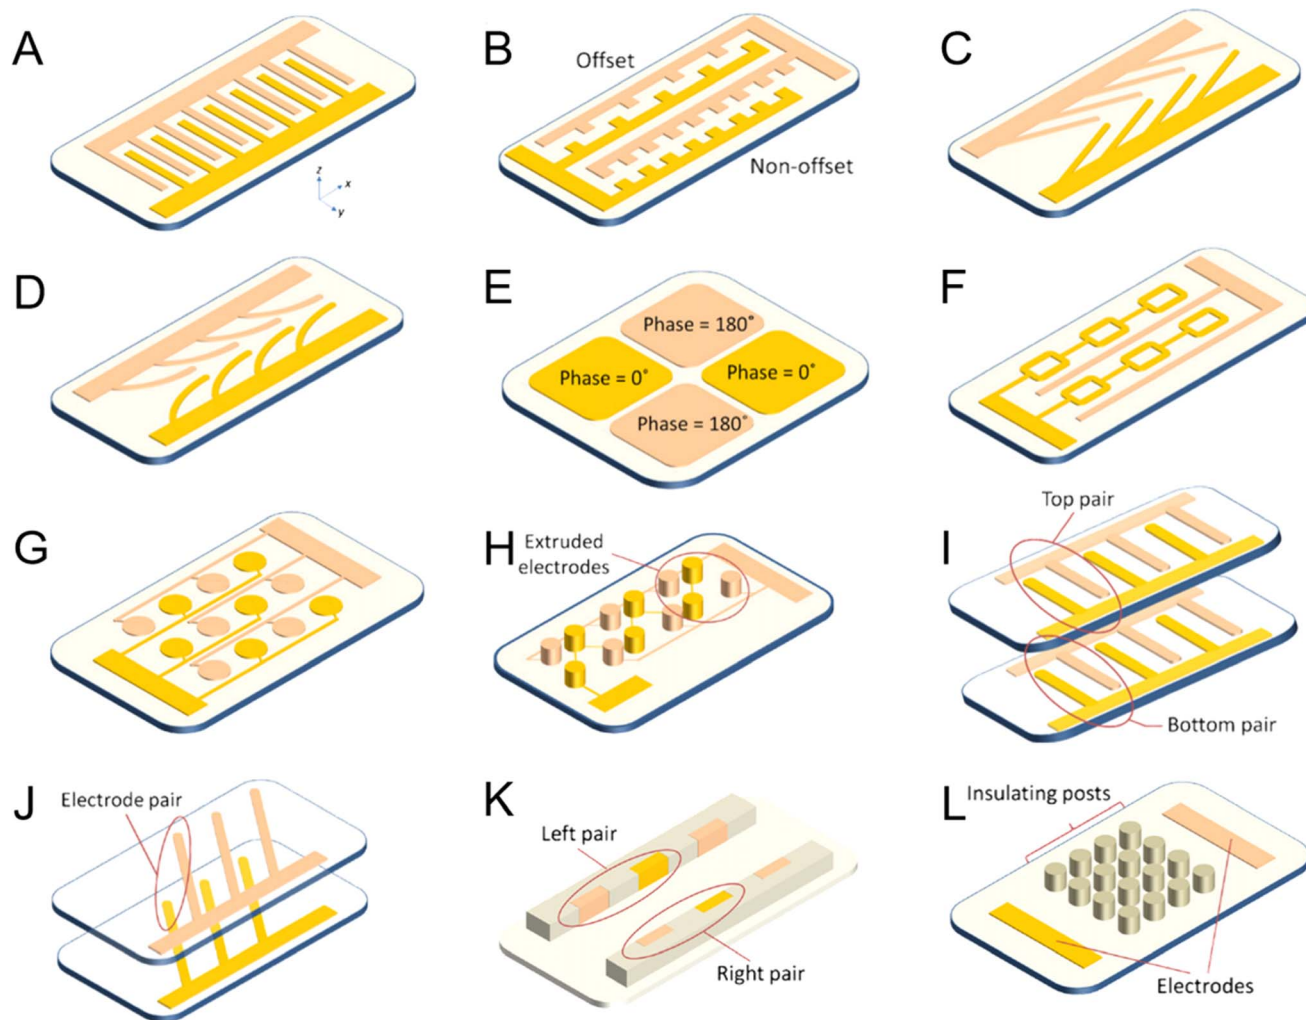 A
z
x
y
B
Offset
Non-offset
C
D
E
Phase = 180˚
Phase = 0˚
Phase = 0˚
Phase = 180˚
F
G
H
Extruded
electrodes
I
Top pair
Bottom pair
J
Electrode pair
K
Left pair
Right pair
L
Insulating posts
Electrodes